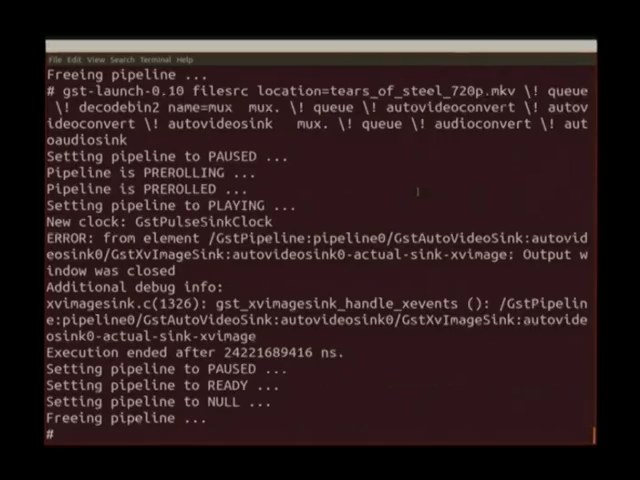 File Edit View Search Terminal Help
Freeing pipeline ...
# gst-launch-0.10 filesrc location=tears_of_steel_720p.mkv \! queue
\! decodebin2 name=mux  mux. \! queue \! autovideoconvert \! autov
ideoconvert \! autovideosink   mux. \! queue \! audioconvert \! aut
oaudiosink
Setting pipeline to PAUSED ...
Pipeline is PREROLLING ...
Pipeline is PREROLLED ...
Setting pipeline to PLAYING ...
New clock: GstPulseSinkClock
ERROR: from element /GstPipeline:pipeline0/GstAutoVideoSink:autovid
eosink0/GstXvImageSink:autovideosink0-actual-sink-xvimage: Output w
indow was closed
Additional debug info:
xvimagesink.c(1326): gst_xvimagesink_handle_xevents (): /GstPipelin
e:pipeline0/GstAutoVideoSink:autovideosink0/GstXvImageSink:autovide
osink0-actual-sink-xvimage
Execution ended after 24221689416 ns.
Setting pipeline to PAUSED ...
Setting pipeline to READY ...
Setting pipeline to NULL ...
Freeing pipeline ...
#